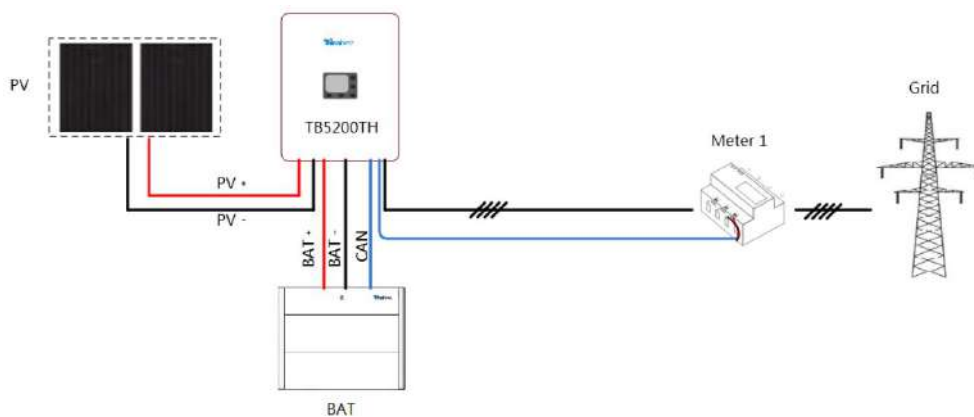 PV
TB5200TH
PV +
PV -
BAT +
BAT -
CAN
BAT
Meter 1
Grid